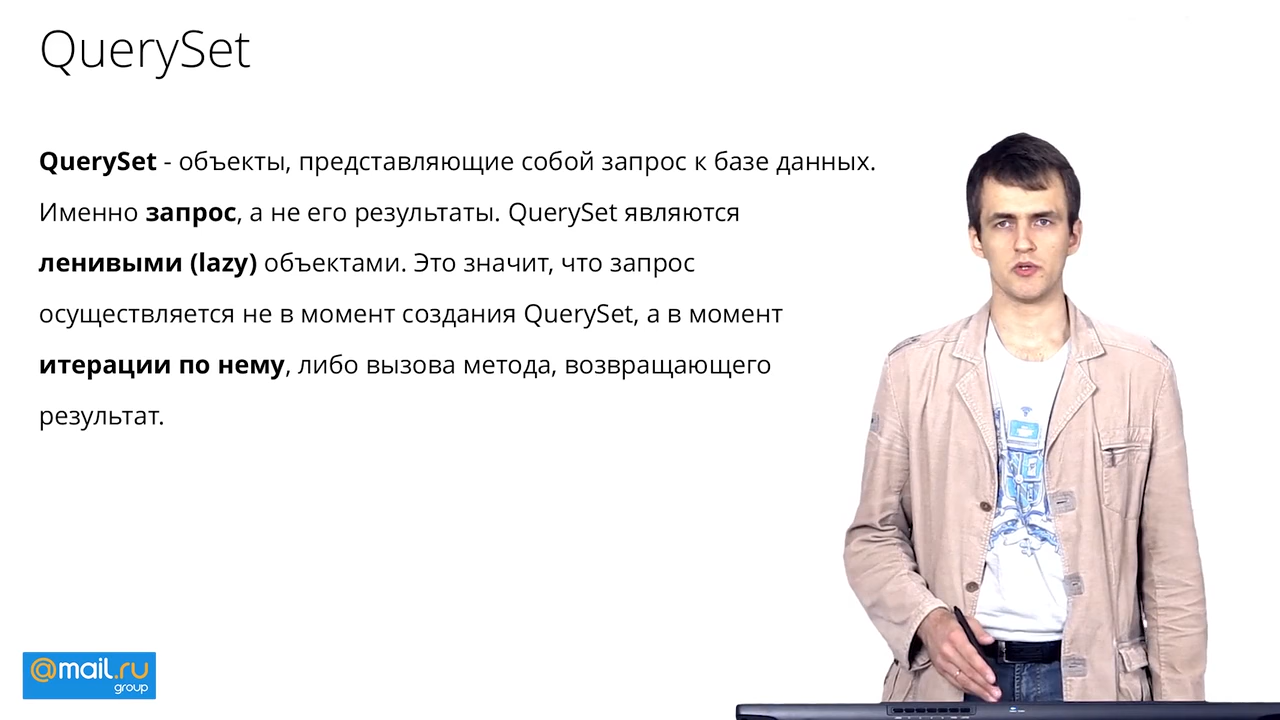 QuerySet
QuerySet - объекты, представляющие собой запрос к базе данных.
Именно запрос, а не его результаты. QuerySet являются
ленивыми (lazy) объектами. Это значит, что запрос
осуществляется не в момент создания QuerySet, а в момент
итерации по нему, либо вызова метода, возвращающего
результат.
@mail.ru
group